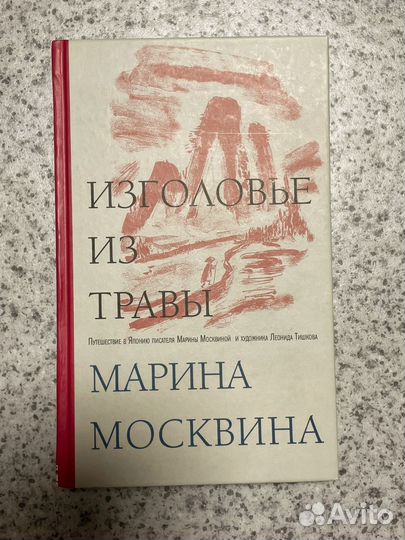 ИЗГОЛОВЬЕ
ИЗ
ТРАВЫ
Путешествие в Японию писателя Марины Москвиной и художника Леонида Тишкова
МАРИНА
МОСКВИНА
Avito